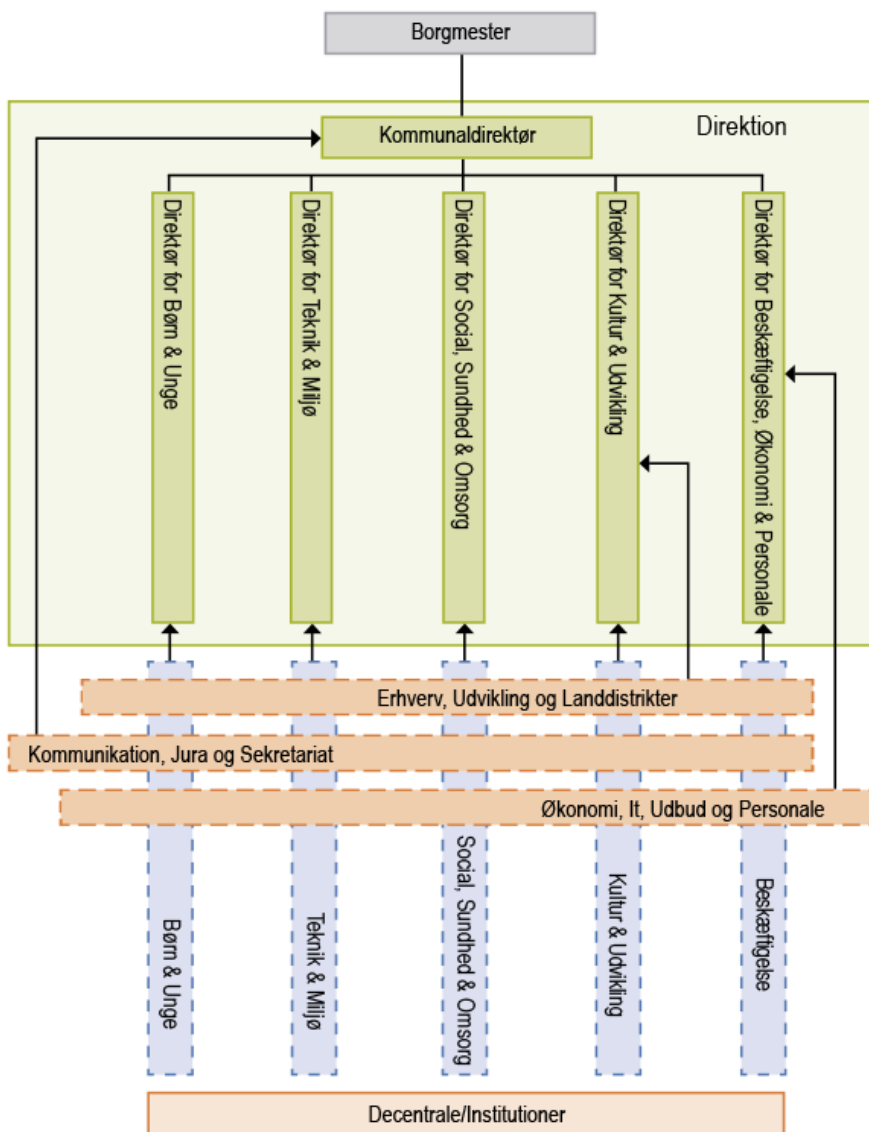 Borgmester
Direktion
Kommunaldirektør
Direktør for Børn & Unge
Direktør for Teknik & Miljø
Direktør for Social, Sundhed & Omsorg
Direktør for Kultur & Udvikling
Direktør for Beskæftigelse, Økonomi & Personale
Erhverv, Udvikling og Landdistrikter
Kommunikation, Jura og Sekretariat
Økonomi, It, Udbud og Personale
Børn & Unge
Teknik & Miljø
Social, Sundhed & Omsorg
Kultur & Udvikling
Beskæftigelse
Decentrale/Institutioner